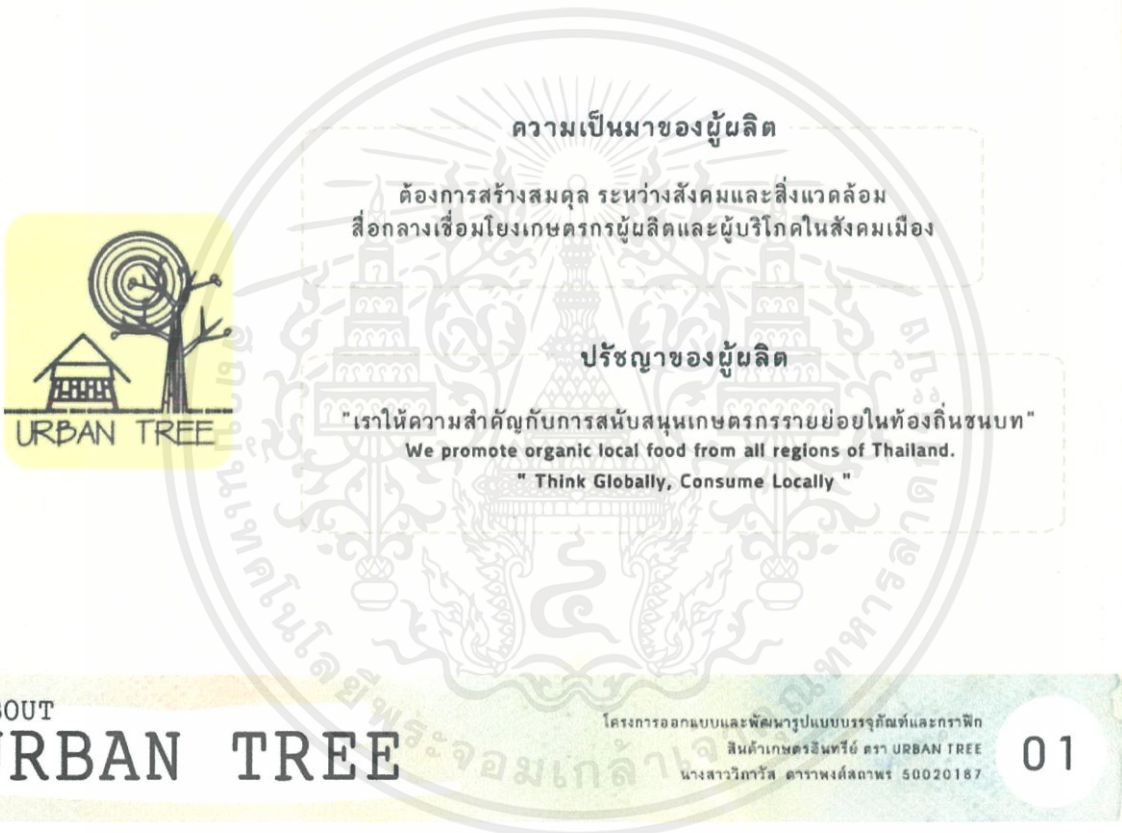 ความเป็นมาของผู้ผลิต
ต้องการสร้างสมดุล ระหว่างสังคมและสิ่งแวดล้อม
สื่อกลางเชื่อมโยงเกษตรกรผู้ผลิตและผู้บริโภคในสังคมเมือง
URBAN TREE
ปรัชญาของผู้ผลิต
"เราให้ความสำคัญกับการสนับสนุนเกษตรกรรายย่อยในท้องถิ่นชนบท"
We promote organic local food from all regions of Thailand.
" Think Globally, Consume Locally "
BOUT
URBAN TREE
โครงการออกแบบและพัฒนารูปแบบบรรจุภัณฑ์และกราฟิก
สินค้าเกษตรอินทรีย์ ตรา URBAN TREE
นางสาววิภาวัส ดาราพงศ์สถาพร 50020187
01